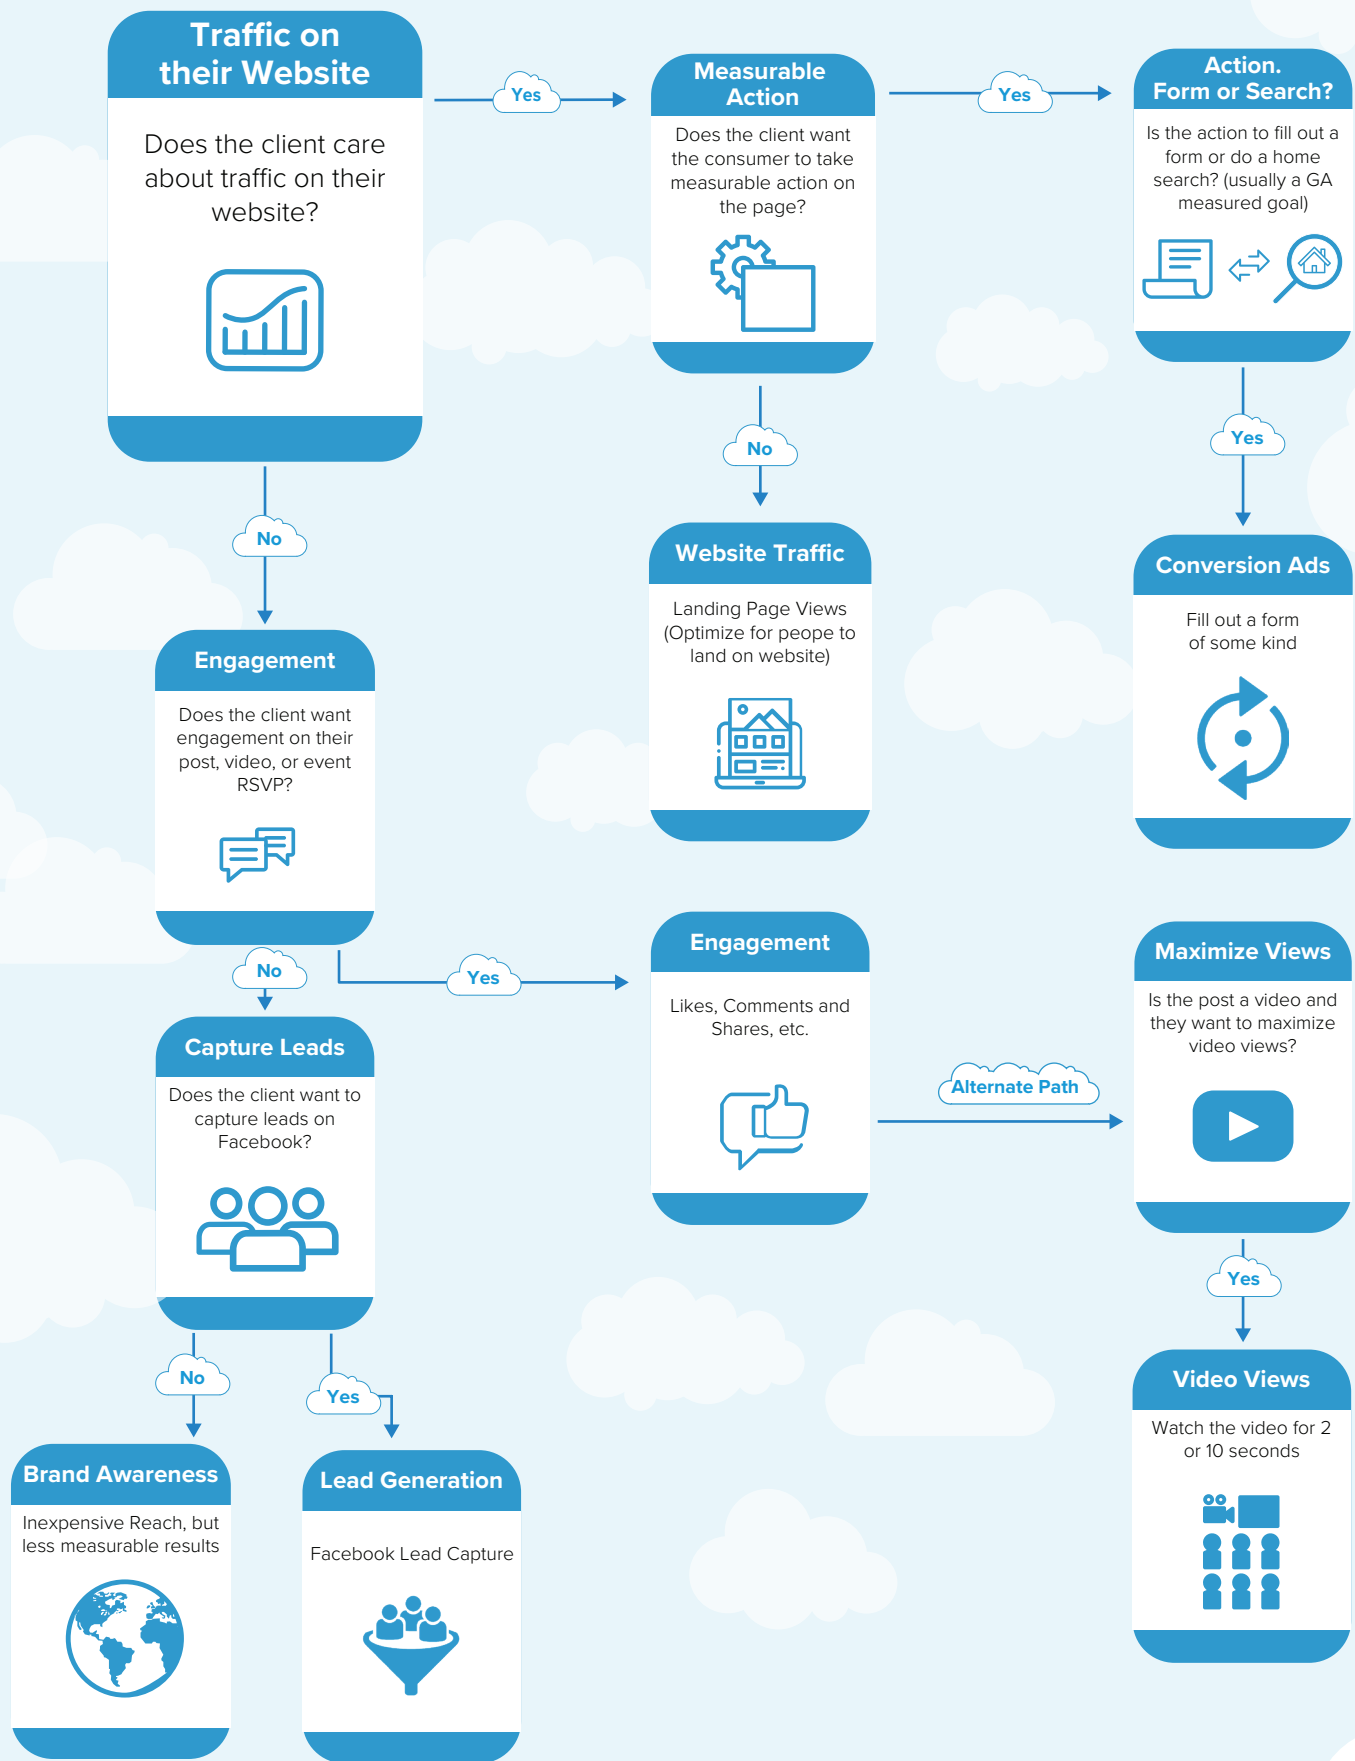 Traffic on
their Website
Does the client care
about traffic on their
website?
Yes
Measurable
Action
Does the client want
the consumer to take
measurable action on
the page?
Yes
Action.
Form or Search?
Is the action to fill out a
form or do a home
search? (usually a GA
measured goal)
No
No
Yes
Website Traffic
Landing Page Views
(Optimize for peope to
land on website)
Conversion Ads
Fill out a form
of some kind
Engagement
Does the client want
engagement on their
post, video, or event
RSVP?
No
Yes
Engagement
Likes, Comments and
Shares, etc.
Alternate Path
Maximize Views
Is the post a video and
they want to maximize
video views?
Capture Leads
Does the client want to
capture leads on
Facebook?
Yes
No
Yes
Video Views
Watch the video for 2
or 10 seconds
Brand Awareness
Inexpensive Reach, but
less measurable results
Lead Generation
Facebook Lead Capture